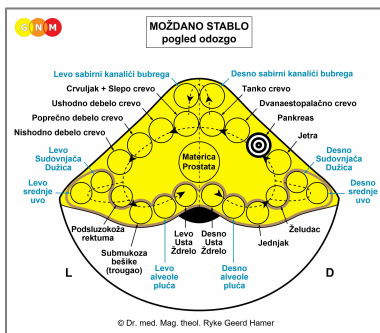 GNM
MOŽDANO STABLO
pogled odozgo
Levo sabirni kanalići bubrega
Desno sabirni kanalići bubrega
Crvuljak + Slepo crevo
Tanko crevo
Ushodno debelo crevo
Dvanaestopalačno crevo
Poprečno debelo crevo
Pankreas
Nishodno debelo crevo
Jetra
Levo
Sudovnjača
Dužica
Desno
Sudovnjača
Dužica
Materica
Prostata
Levo
srednje
uvo
Desno
srednje
uvo
Podsluzokoža
rektuma
Submukoza
bešike
(trougao)
Levo
alveole
pluća
Levo
Usta
Ždrelo
Desno
Usta
Ždrelo
Desno
alveole
pluća
Jednjak
Želudac
L
D
© Dr. med. Mag. theol. Ryke Geerd Hamer